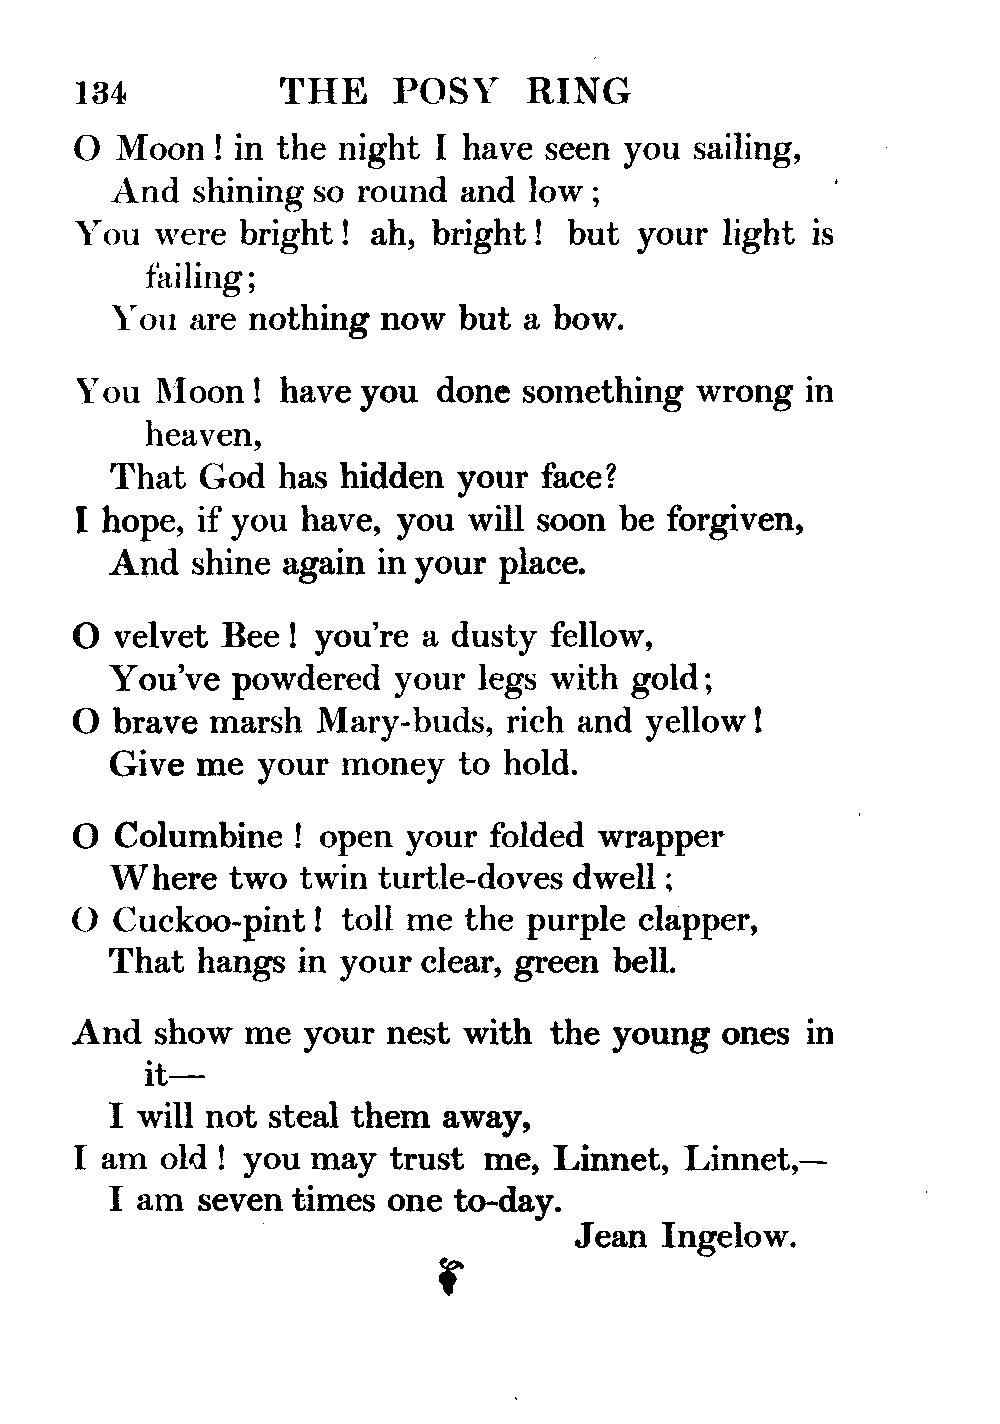 134 THE POSY RING
O Moon! in the night I have seen you sailing,
And shining so round and low;
You were bright! ah, bright! but your light is
failing;
You are nothing now but a bow.
You Moon! have you done something wrong in
heaven,
That God has hidden your face?
I hope, if you have, you will soon be forgiven,
And shine again in your place.
O velvet Bee! you're a dusty fellow,
You've powdered your legs with gold;
O brave marsh Mary-buds, rich and yellow!
Give me your money to hold.
O Columbine! open your folded wrapper
Where two twin turtle-doves dwell;
O Cuckoo-pint! toll me the purple clapper,
That hangs in your clear, green bell.
And show me your nest with the young ones in
it—
I will not steal them away,
I am old! you may trust me, Linnet, Linnet,—
I am seven times one to-day.
Jean Ingelow.